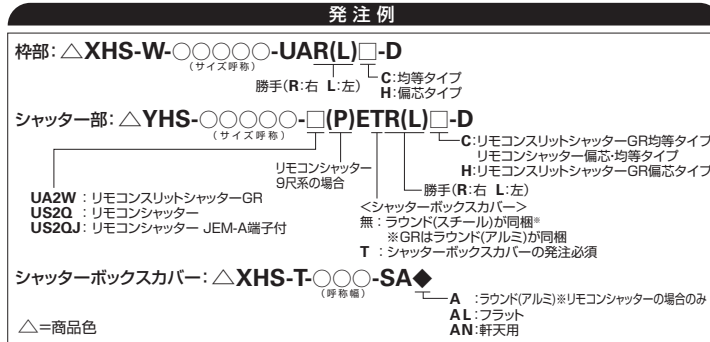 発注例
枠部：△XHS-W-○○○○○-UAR(L)□-D
（サイズ呼称）
勝手（R：右 L：左）
C：均等タイプ
H：偏芯タイプ
シャッター部：△YHS-○○○○○-□(P)ETR(L)□-D
（サイズ呼称）
リモコンシャッター
9尺系の場合
C：リモコンスリットシャッターGR均等タイプ
リモコンシャッター偏芯・均等タイプ
H：リモコンスリットシャッターGR偏芯タイプ
勝手（R：右 L：左）
UA2W：リモコンスリットシャッターGR
US2Q：リモコンシャッター
US2QJ：リモコンシャッター JEM-A端子付
＜シャッターボックスカバー＞
無：ラウンド（スチール）が同梱※
※GRはラウンド（アルミ）が同梱
T：シャッターボックスカバーの発注必須
シャッターボックスカバー：△XHS-T-○○○-SA◆
（呼称幅）
A：ラウンド（アルミ）※リモコンシャッターの場合のみ
AL：フラット
AN：軒天用
△＝商品色